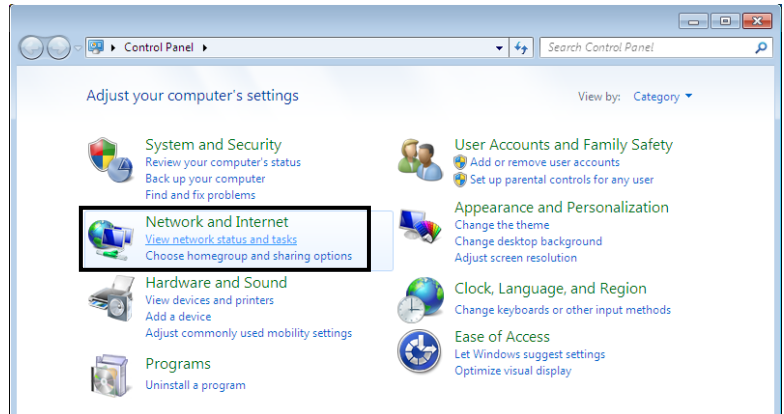 Control Panel
Search Control Panel
Adjust your computer's settings
View by: Category
System and Security
Review your computer's status
Back up your computer
Find and fix problems
Network and Internet
View network status and tasks
Choose homegroup and sharing options
Hardware and Sound
View devices and printers
Add a device
Adjust commonly used mobility settings
Programs
Uninstall a program
User Accounts and Family Safety
Add or remove user accounts
Set up parental controls for any user
Appearance and Personalization
Change the theme
Change desktop background
Adjust screen resolution
Clock, Language, and Region
Change keyboards or other input methods
Ease of Access
Let Windows suggest settings
Optimize visual display